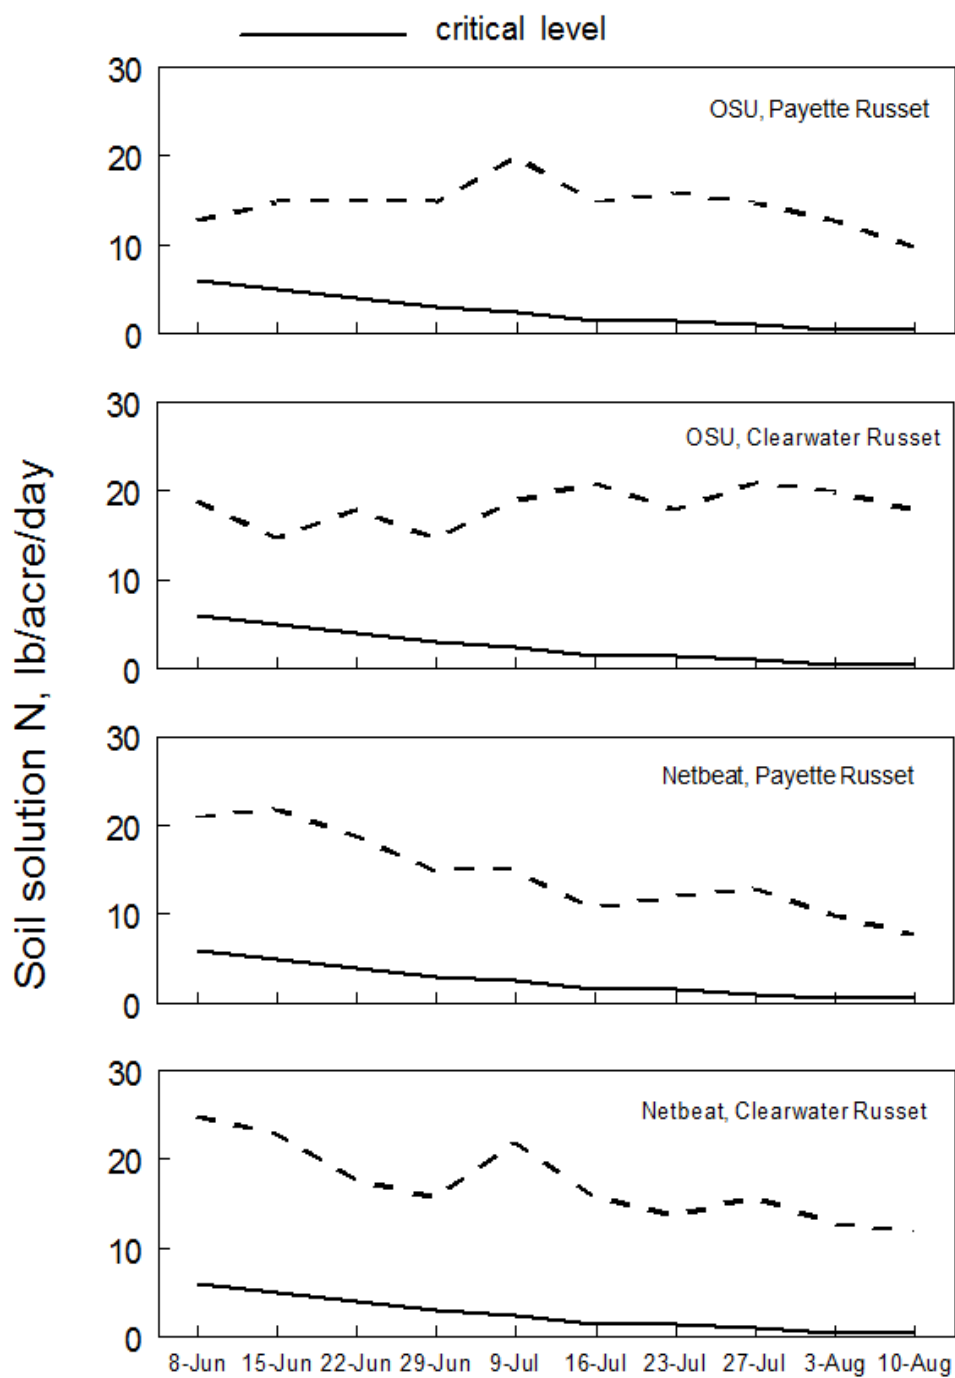 critical level
30
OSU, Payette Russet
20
10
0
30
OSU, Clearwater Russet
20
10
0
Soil solution N, lb/acre/day
30
Netbeat, Payette Russet
20
10
0
30
Netbeat, Clearwater Russet
20
10
0
8-Jun 15-Jun 22-Jun 29-Jun 9-Jul 16-Jul 23-Jul 27-Jul 3-Aug 10-Aug